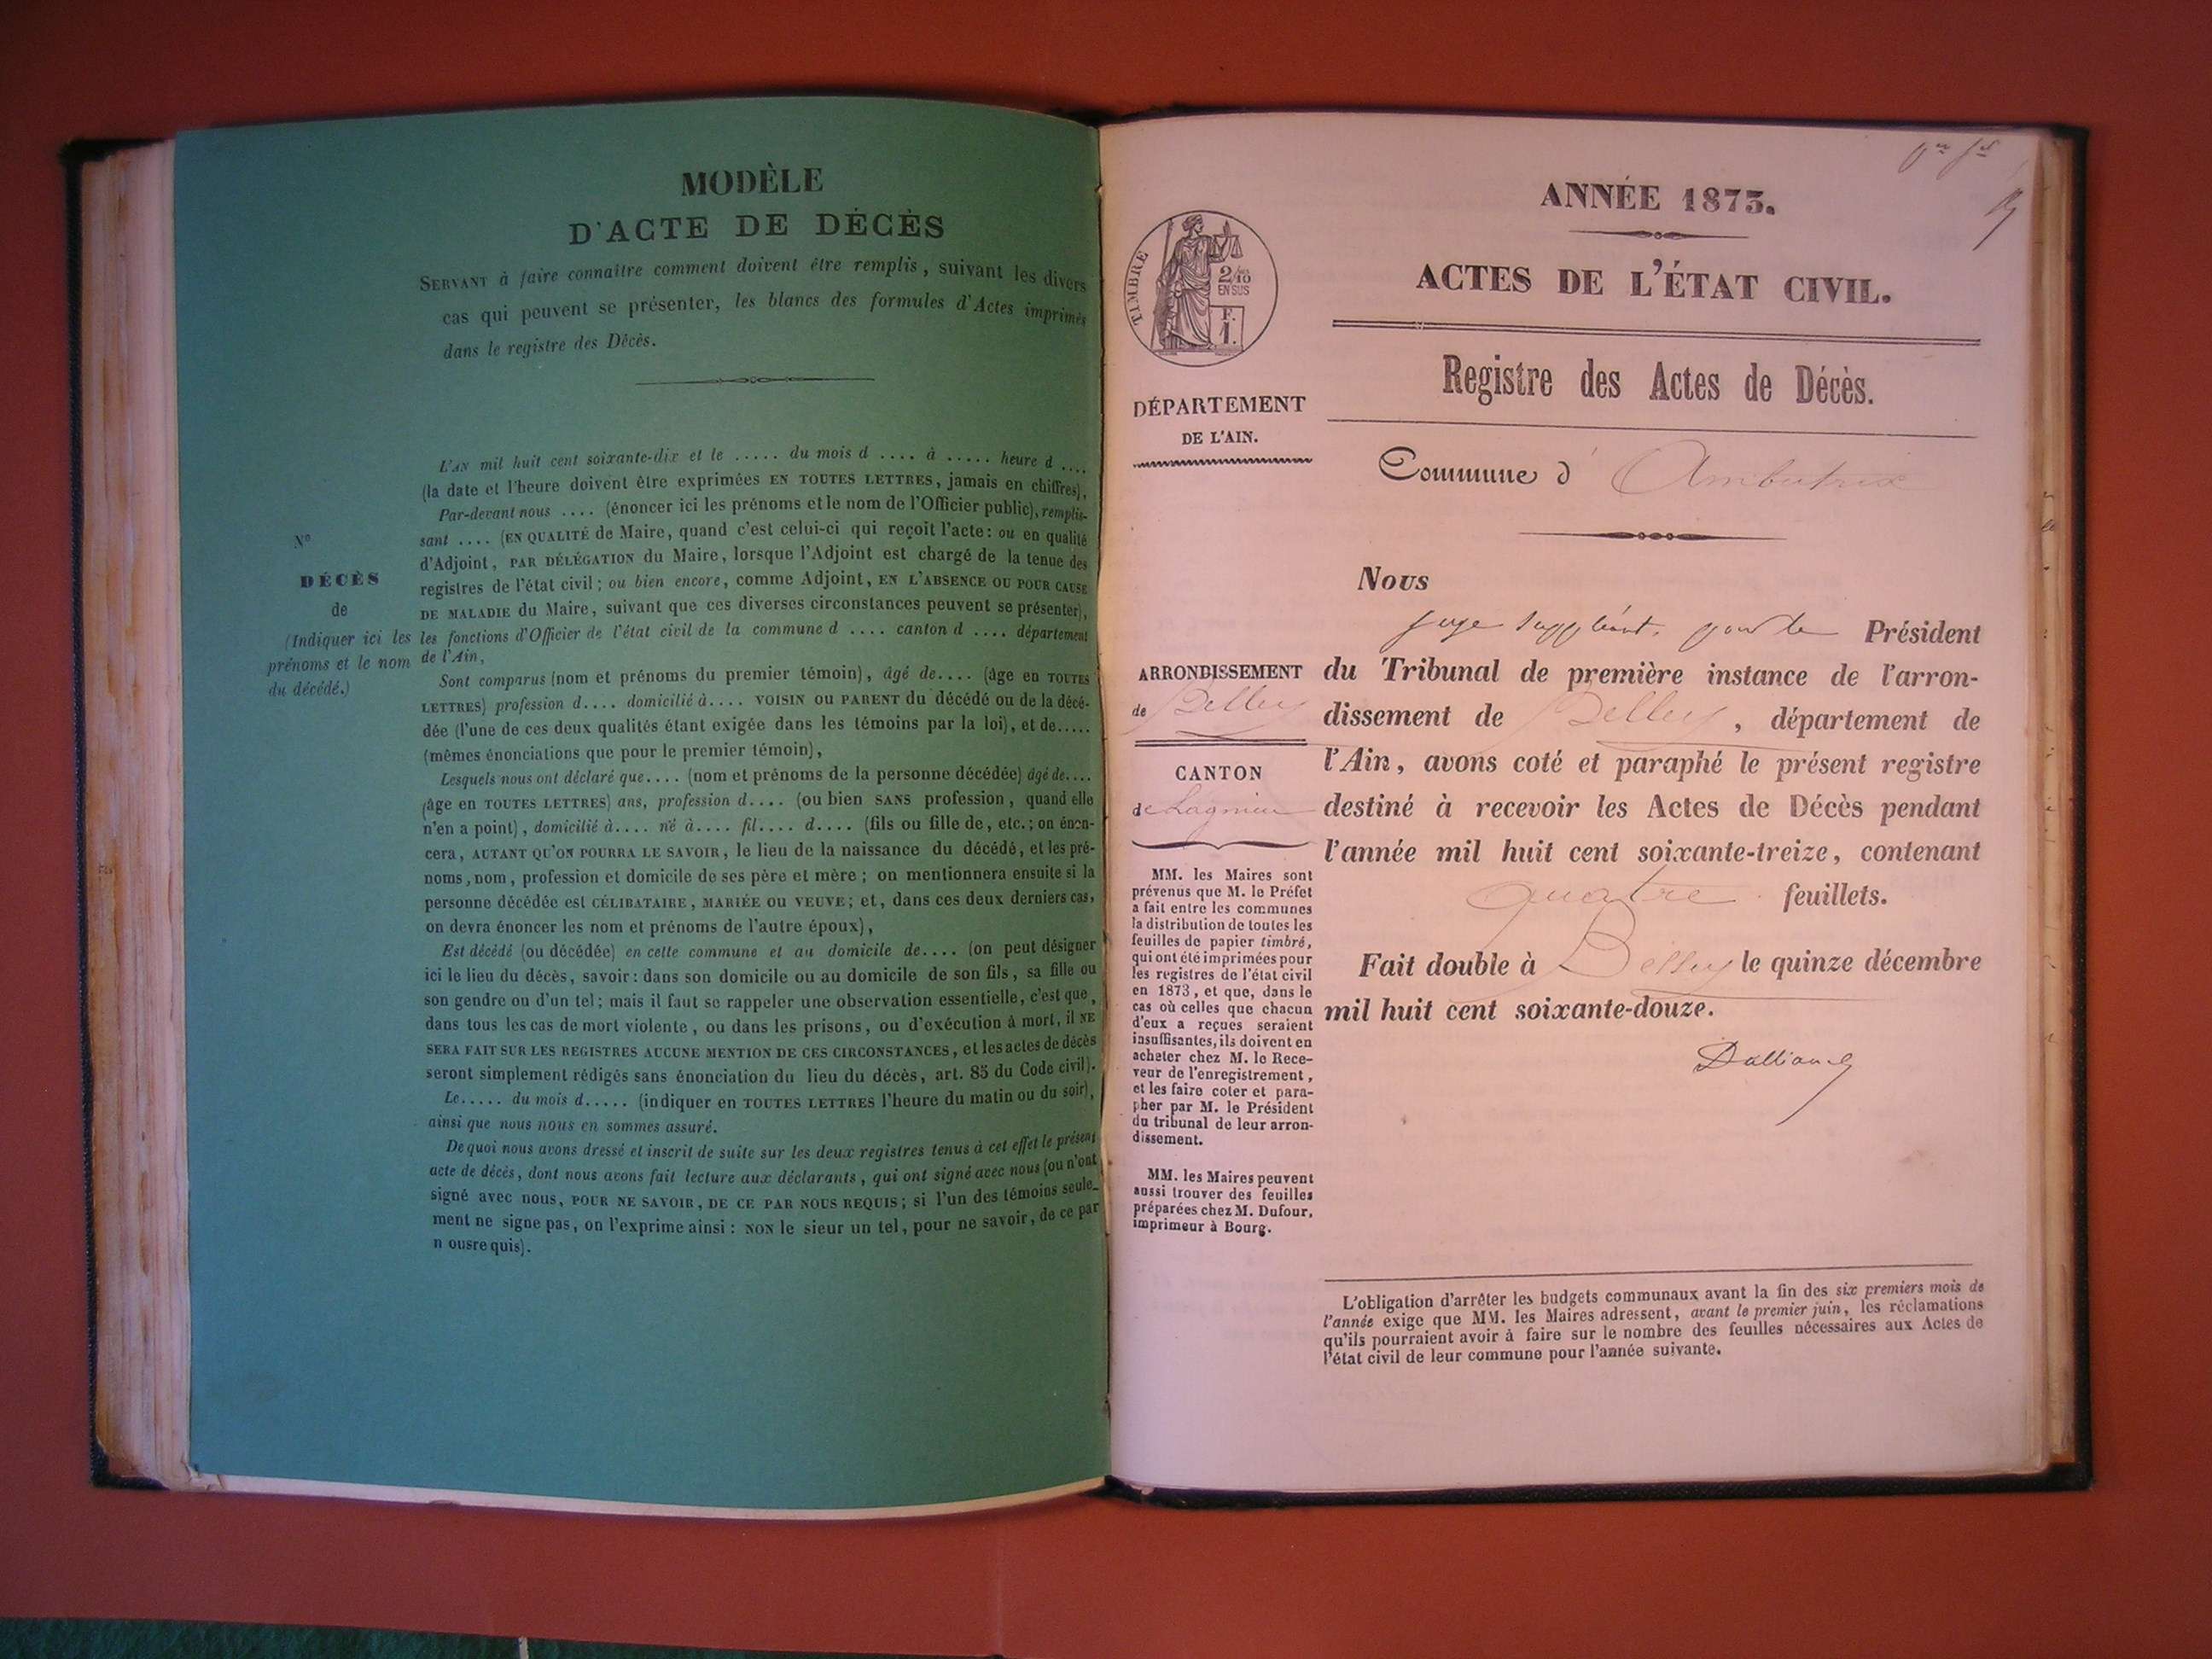 MODÈLE
D'ACTE DE DÉCÈS
SERVANT à faire connaître comment doivent être remplis, suivant les divers
cas qui peuvent se présenter, les blancs des formules d'Actes imprimés
dans le registre des Décès.
L'AN mil huit cent soixante-dix et le ..... du mois d .... à ..... heure d ....
(la date et l'heure doivent être exprimées EN TOUTES LETTRES, jamais en chiffres),
Par-devant nous .... (énoncer ici les prénoms et le nom de l'Officier public), remplis-
sant .... (EN QUALITÉ de Maire, quand c'est celui-ci qui reçoit l'acte: ou en qualité
d'Adjoint, PAR DÉLÉGATION du Maire, lorsque l'Adjoint est chargé de la tenue des
registres de l'état civil; ou bien encore, comme Adjoint, EN L'ABSENCE OU POUR CAUSE
DE MALADIE du Maire, suivant que ces diverses circonstances peuvent se présenter),
les fonctions d'Officier de l'état civil de la commune d .... canton d .... département
de l'Ain,
Sont comparus (nom et prénoms du premier témoin), âgé de.... (âge en TOUTES
LETTRES) profession d.... domicilié à.... VOISIN OU PARENT du décédé ou de la décé-
dée (l'une de ces deux qualités étant exigée dans les témoins par la loi), et de.....
(mêmes énonciations que pour le premier témoin),
Lesquels nous ont déclaré que.... (nom et prénoms de la personne décédée) âgé de....
(âge en TOUTES LETTRES) ans, profession d.... (ou bien SANS profession, quand elle
n'en a point), domicilié à.... né à.... fil.... d.... (fils ou fille de, etc.; on énon-
cera, AUTANT QU'ON POURRA LE SAVOIR, le lieu de la naissance du décédé, et les pré-
noms, nom, profession et domicile de ses père et mère; on mentionnera ensuite si la
personne décédée est CÉLIBATAIRE, MARIÉE OU VEUVE; et, dans ces deux derniers cas,
on devra énoncer les nom et prénoms de l'autre époux),
Est décédé (ou décédée) en cette commune et au domicile de.... (on peut désigner
ici le lieu du décès, savoir: dans son domicile ou au domicile de son fils, sa fille ou
son gendre ou d'un tel; mais il faut se rappeler une observation essentielle, c'est que,
dans tous les cas de mort violente, ou dans les prisons, ou d'exécution à mort, il NE
SERA FAIT SUR LES REGISTRES AUCUNE MENTION DE CES CIRCONSTANCES, et les actes de décès
seront simplement rédigés sans énonciation du lieu du décès, art. 85 du Code civil).
Le..... du mois d..... (indiquer en TOUTES LETTRES l'heure du matin ou du soir),
ainsi que nous nous en sommes assuré.
De quoi nous avons dressé et inscrit de suite sur les deux registres tenus à cet effet le présent
acte de décès, dont nous avons fait lecture aux déclarants, qui ont signé avec nous (ou n'ont
signé avec nous, POUR NE SAVOIR, DE CE PAR NOUS REQUIS; si l'un des témoins seule-
ment ne signe pas, on l'exprime ainsi: NON le sieur un tel, pour ne savoir, de ce par
n ousre quis).
N°
DÉCÈS
de
(Indiquer ici les
prénoms et le nom
du décédé.)
ANNÉE 1873.
ACTES DE L'ÉTAT CIVIL.
Registre des Actes de Décès.
Commune d' Ambutrix
TIMBRE
2/10
EN SUS
F.
1.
DÉPARTEMENT
DE L'AIN.
ARRONDISSEMENT
de Belley
CANTON
de Lagnieu
MM. les Maires sont
prévenus que M. le Préfet
a fait entre les communes
la distribution de toutes les
feuilles de papier timbré,
qui ont été imprimées pour
les registres de l'état civil
en 1873, et que, dans le
cas où celles que chacun
d'eux a reçues seraient
insuffisantes, ils doivent en
acheter chez M. le Rece-
veur de l'enregistrement,
et les faire coter et para-
pher par M. le Président
du tribunal de leur arron-
dissement.
MM. les Maires peuvent
aussi trouver des feuilles
préparées chez M. Dufour,
imprimeur à Bourg.
Nous
juge suppléant, pour le Président
du Tribunal de première instance de l'arron-
dissement de Belley, département de
l'Ain, avons coté et paraphé le présent registre
destiné à recevoir les Actes de Décès pendant
l'année mil huit cent soixante-treize, contenant
quatre feuillets.
Fait double à Belley le quinze décembre
mil huit cent soixante-douze.
L'obligation d'arrêter les budgets communaux avant la fin des six premiers mois de
l'année exige que MM. les Maires adressent, avant le premier juin, les réclamations
qu'ils pourraient avoir à faire sur le nombre des feuilles nécessaires aux Actes de
l'état civil de leur commune pour l'année suivante.